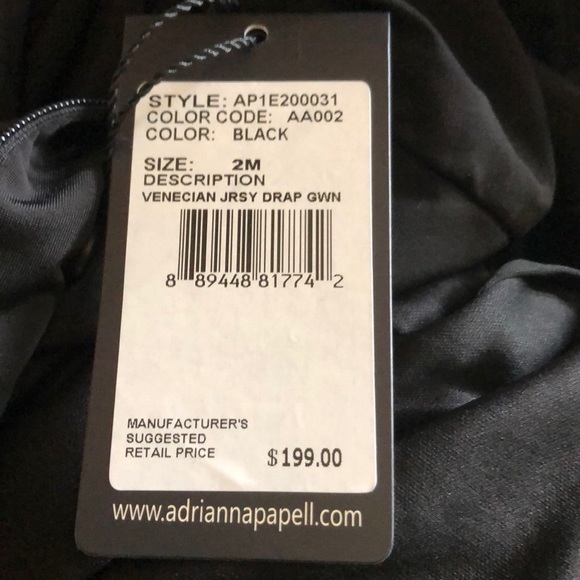 STYLE: AP1E200031
COLOR CODE: AA002
COLOR: BLACK
SIZE: 2M
DESCRIPTION
VENECIAN JRSY DRAP GWN
8 89448 81774 2
MANUFACTURER'S
SUGGESTED
RETAIL PRICE $199.00
www.adriannapapell.com